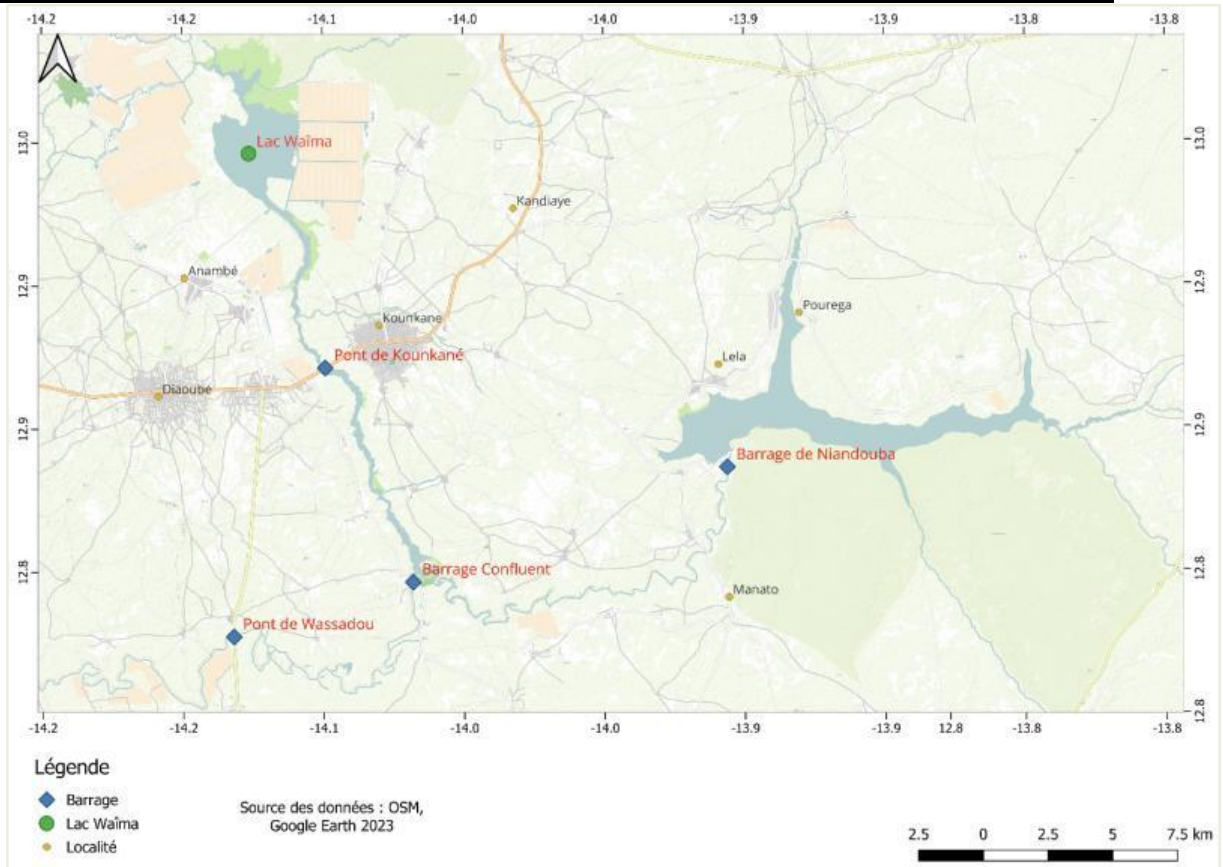 -14.2 -14.2 -14.1 -14.0 -14.0 -13.9 -13.9 -13.8 -13.8
13.0 13.0
Lac Waïma
Kandiaye
12.9 12.9
Anambé
Pourega
Kounkane
Pont de Kounkané
Lela
Diaoube
12.9 12.9
Barrage de Niandouba
12.8 12.8
Barrage Confluent
Manato
Pont de Wassadou
12.8
-14.2 -14.2 -14.1 -14.0 -14.0 -13.9 -13.9 12.8 -13.8 -13.8
Légende
Barrage
Lac Waïma
Localité
Source des données : OSM,
Google Earth 2023
2.5 0 2.5 5 7.5 km